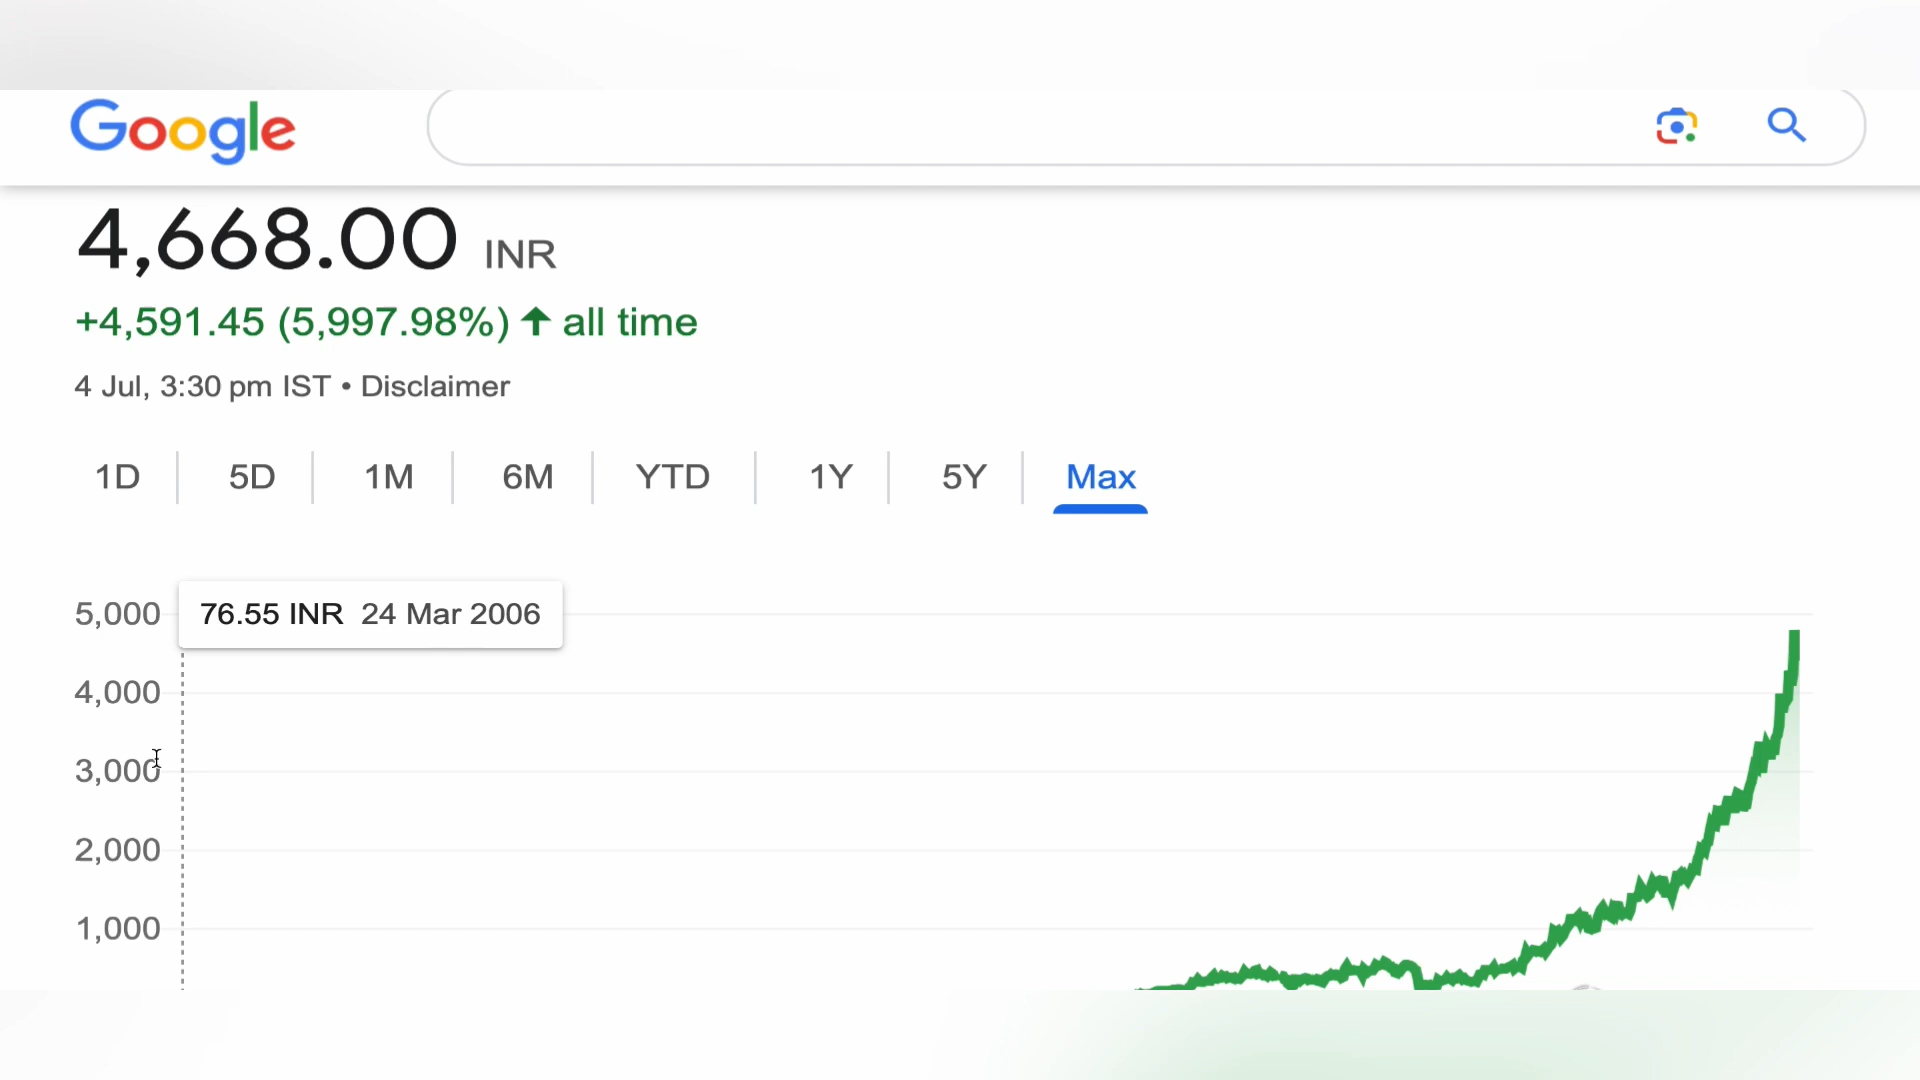 Google
4,668.00 INR
+4,591.45 (5,997.98%) ↑ all time
4 Jul, 3:30 pm IST • Disclaimer
1D 5D 1M 6M YTD 1Y 5Y Max
76.55 INR 24 Mar 2006
5,000
4,000
3,000
2,000
1,000